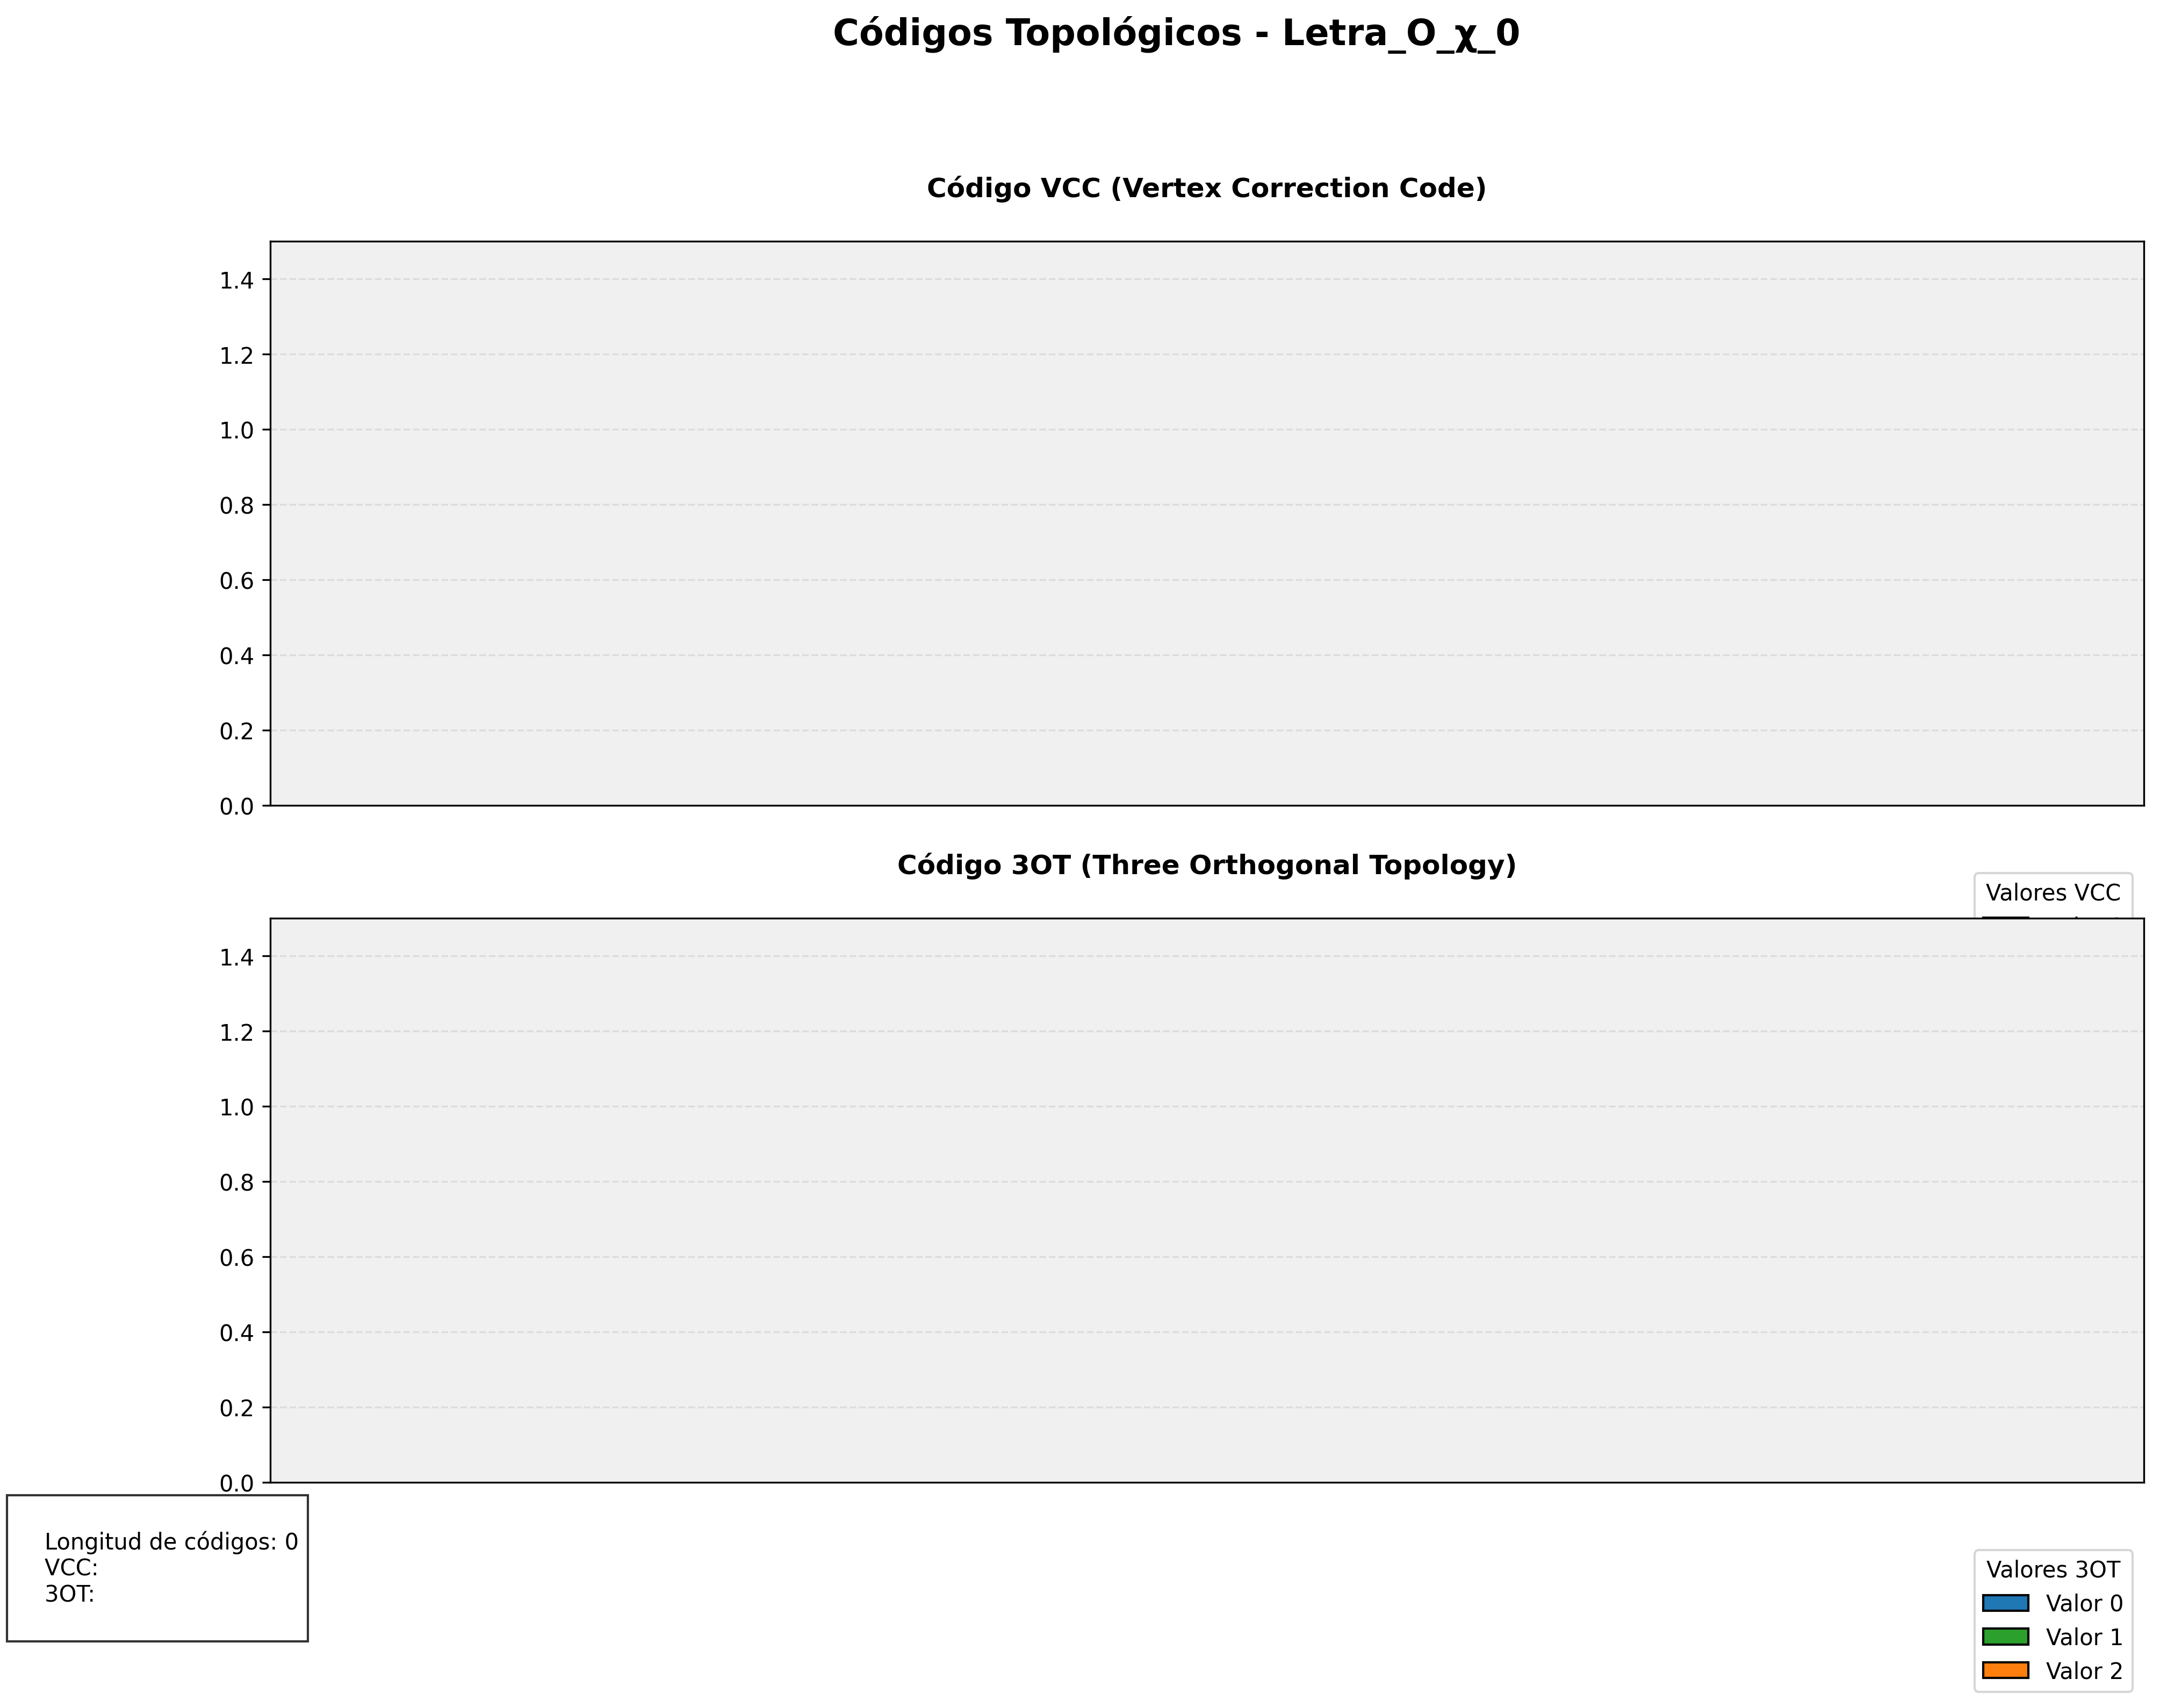 Códigos Topológicos - Letra_O_χ_0
Código VCC (Vertex Correction Code)
1.4
1.2
1.0
0.8
0.6
0.4
0.2
0.0
Código 3OT (Three Orthogonal Topology)
Valores VCC
1.4
1.2
1.0
0.8
0.6
0.4
0.2
0.0
Longitud de códigos: 0
VCC:
3OT:
Valores 3OT
Valor 0
Valor 1
Valor 2